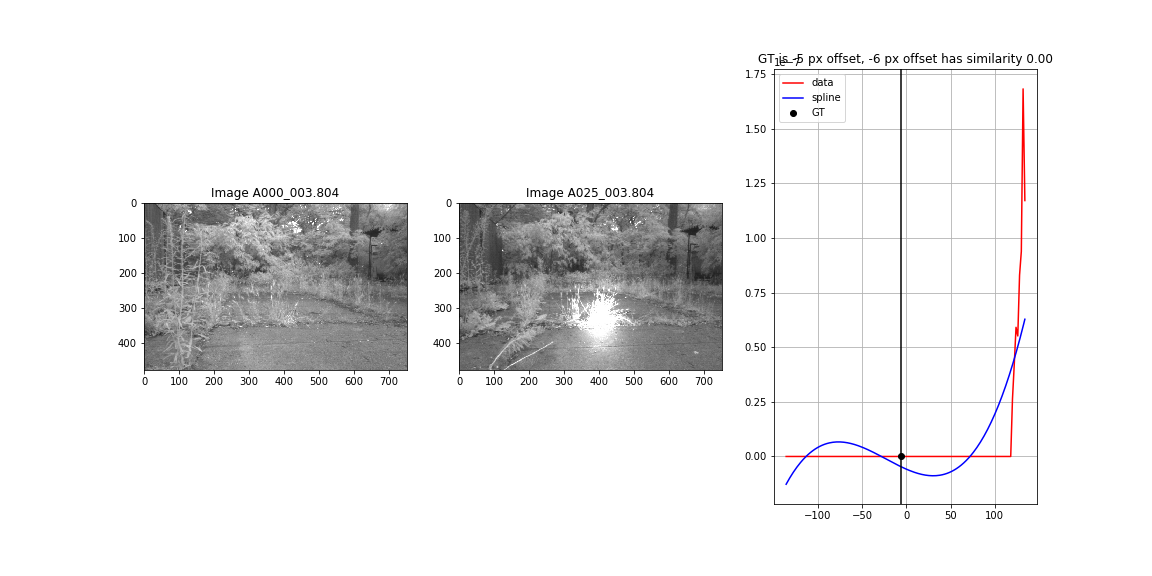 GT is -5 px offset, -6 px offset has similarity 0.00
1e−7
Image A000_003.804
0
100
200
300
400
0 100 200 300 400 500 600 700
Image A025_003.804
0
100
200
300
400
0 100 200 300 400 500 600 700
data
spline
GT
1.75
1.50
1.25
1.00
0.75
0.50
0.25
0.00
−100 −50 0 50 100